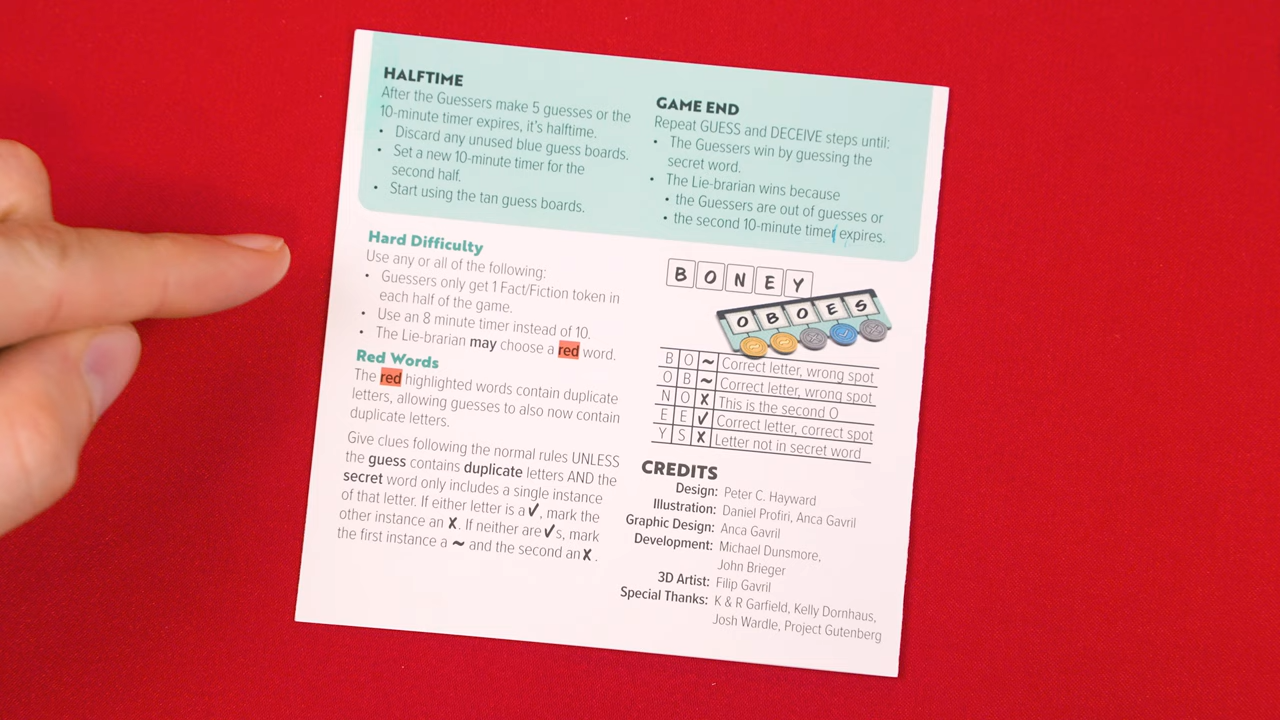 HALFTIME
After the Guessers make 5 guesses or the
10-minute timer expires, it's halftime.
• Discard any unused blue guess boards.
• Set a new 10-minute timer for the
second half.
• Start using the tan guess boards.
GAME END
Repeat GUESS and DECEIVE steps until:
• The Guessers win by guessing the
secret word.
• The Lie-brarian wins because
• the Guessers are out of guesses or
• the second 10-minute timer expires.
Hard Difficulty
Use any or all of the following:
• Guessers only get 1 Fact/Fiction token in
each half of the game.
• Use an 8 minute timer instead of 10.
• The Lie-brarian may choose a red word.
Red Words
The red highlighted words contain duplicate
letters, allowing guesses to also now contain
duplicate letters.
Give clues following the normal rules UNLESS
the guess contains duplicate letters AND the
secret word only includes a single instance
of that letter. If either letter is a ✓, mark the
other instance an X. If neither are ✓s, mark
the first instance a ~ and the second an X.
BONEY
OBOES
B O ~ Correct letter, wrong spot
O B ~ Correct letter, wrong spot
N O X This is the second O
E E ✓ Correct letter, correct spot
Y S X Letter not in secret word
CREDITS
Design: Peter C. Hayward
Illustration: Daniel Profiri, Anca Gavril
Graphic Design: Anca Gavril
Development: Michael Dunsmore,
John Brieger
3D Artist: Filip Gavril
Special Thanks: K & R Garfield, Kelly Dornhaus,
Josh Wardle, Project Gutenberg